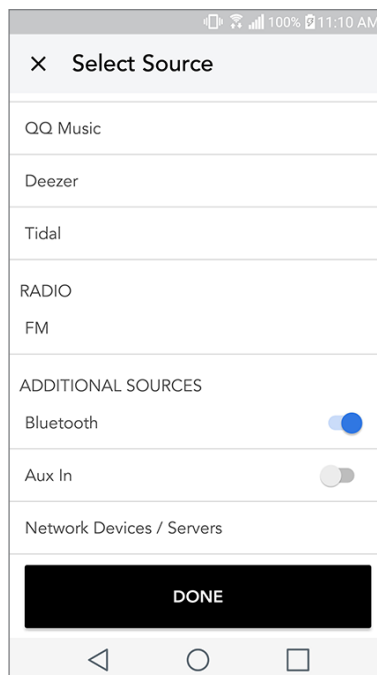 100% 11:10 AM
Select Source
QQ Music
Deezer
Tidal
RADIO
FM
ADDITIONAL SOURCES
Bluetooth
Aux In
Network Devices / Servers
DONE